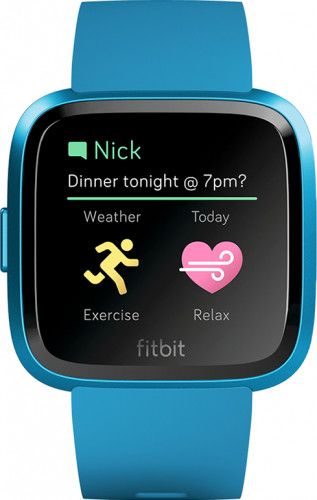 Nick
Dinner tonight @ 7pm?
Weather Today
Exercise Relax
fitbit